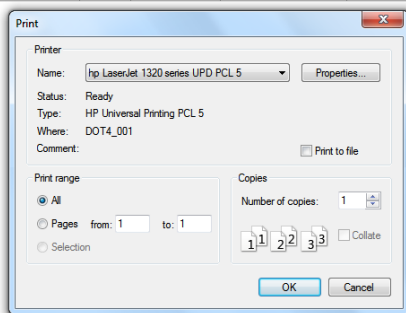 Print
Printer
Name: hp LaserJet 1320 series UPD PCL 5 Properties...
Status: Ready
Type: HP Universal Printing PCL 5
Where: DOT4_001
Comment: Print to file
Print range
All
Pages from: 1 to: 1
Selection
Copies
Number of copies: 1
1 1 2 2 3 3 Collate
OK Cancel